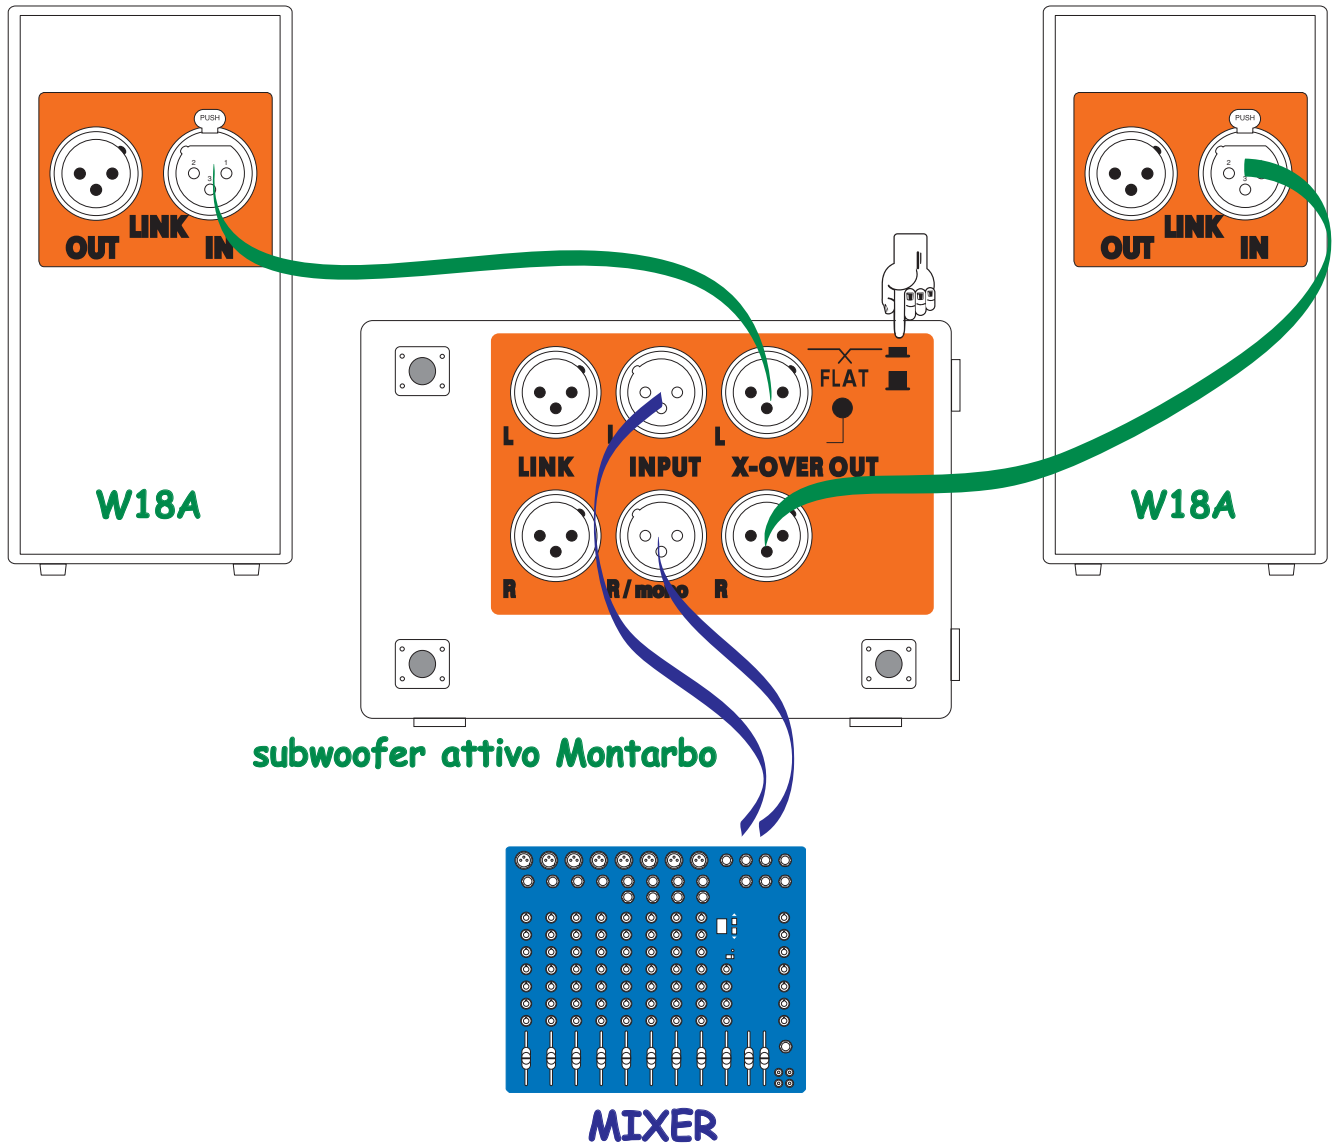 PUSH
2 1
3
LINK
OUT IN
PUSH
2
3
LINK
OUT IN
FLAT
L L L
LINK INPUT X-OVER OUT
R R / mono R
W18A
W18A
subwoofer attivo Montarbo
MIXER